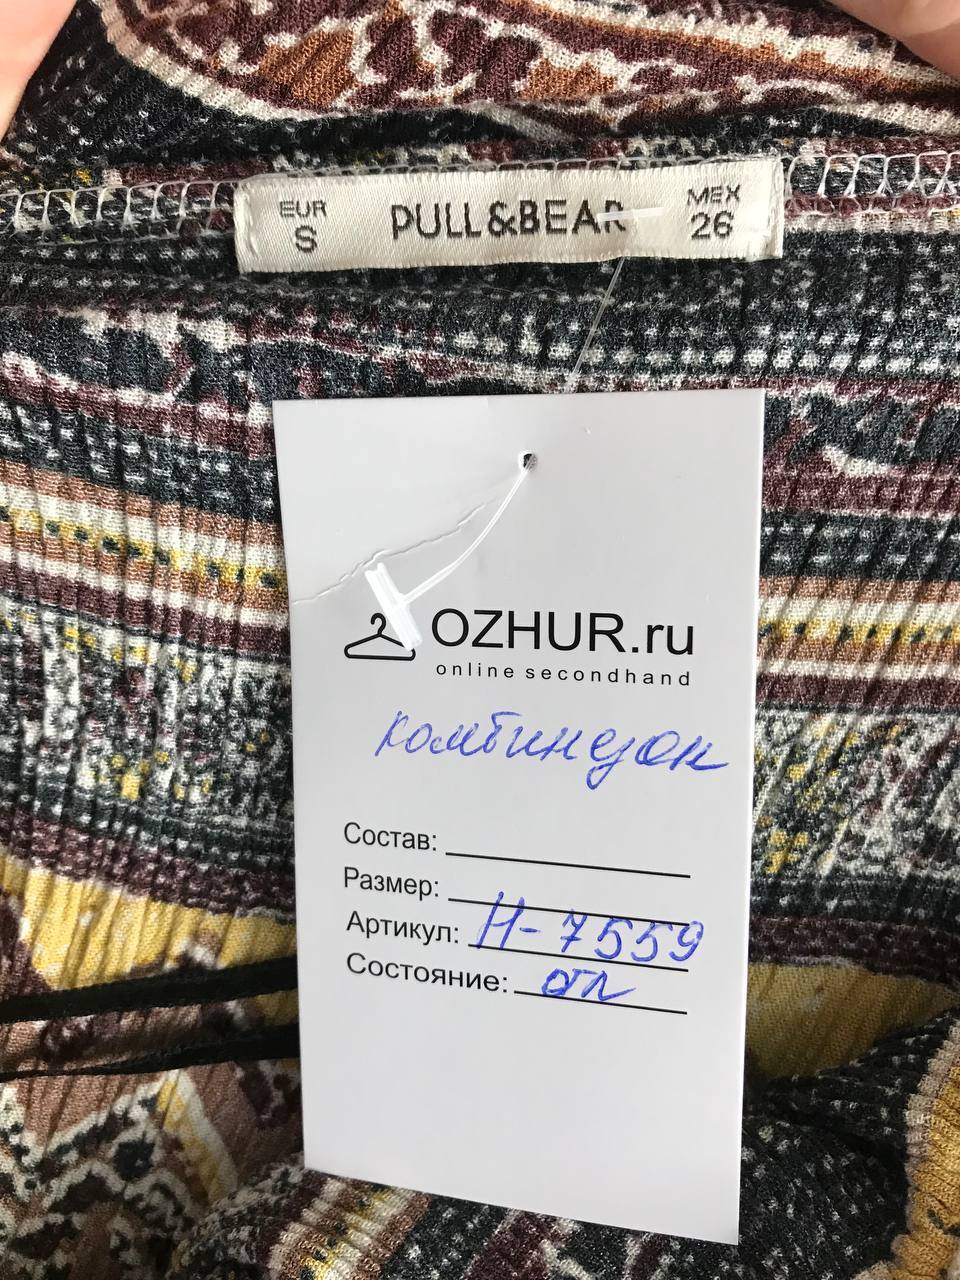 EUR S PULL&BEAR MEX 26
OZHUR.ru
online secondhand
комбинезон
Состав:
Размер:
Артикул: Н-7559
Состояние: отл